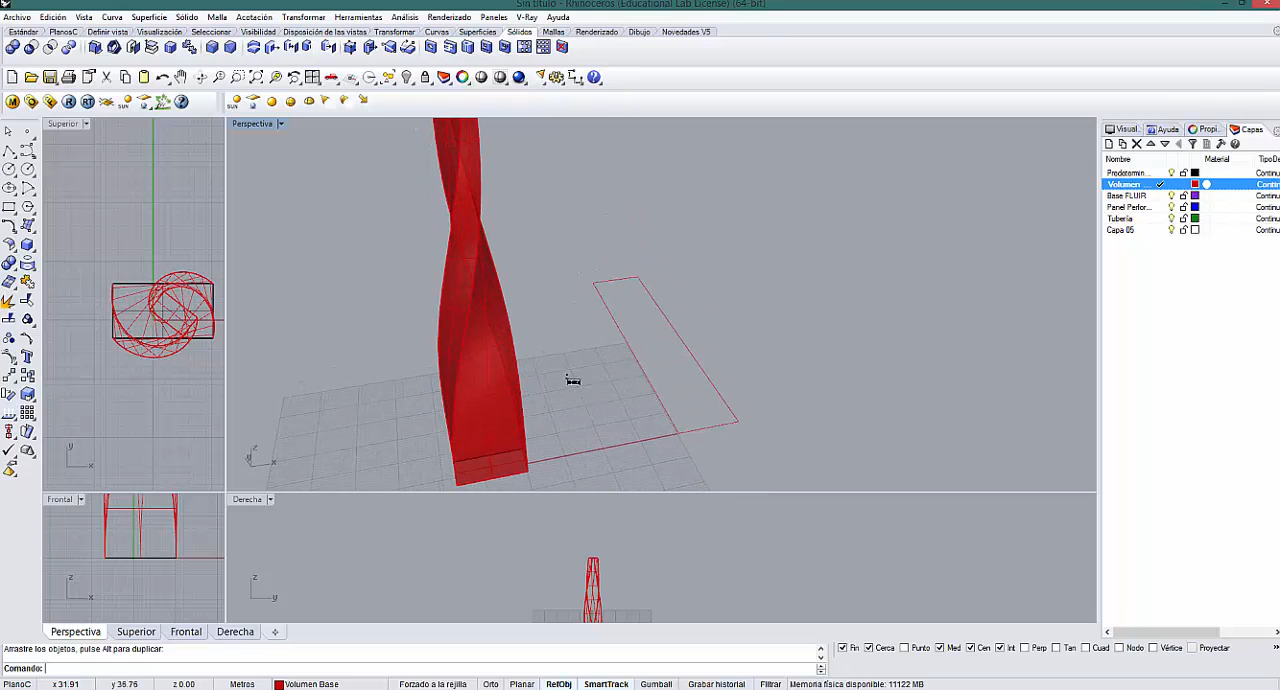 Sin título - Rhinoceros (Educational Lab License) (64-bit)
Archivo Edición Vista Curva Superficie Sólido Malla Acotación Transformar Herramientas Análisis Renderizado Paneles V-Ray Ayuda
Estándar PlanosC Definir vista Visualización Seleccionar Visibilidad Disposición de las vistas Transformar Curvas Superficies Sólidos Mallas Renderizado Dibujo Novedades V5
Superior
Perspectiva
Visual... Ayuda Propi... Capas
Nombre Material TipoDe
Predetermin...
Volumen ... Contin
Base FLUIR Continu
Panel Perfor... Continu
Tubería Continu
Capa 05 Continu
y x
z y x
Frontal
Derecha
z x
z y
Perspectiva Superior Frontal Derecha
Arrastre los objetos, pulse Alt para duplicar:
Comando:
Fin Cerca Punto Med Cen Int Perp Tan Cuad Nodo Vértice Proyectar
PlanoC x 31.91 y 36.76 z 0.00 Metros Volumen Base Forzado a la rejilla Orto Planar RefObj SmartTrack Gumball Grabar historial Filtrar Memoria física disponible: 11122 MB